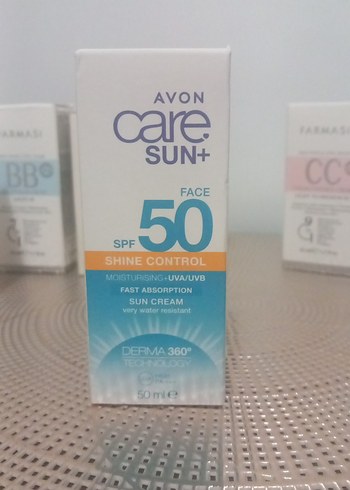 AVON
care.
SUN+
FACE
SPF 50
SHINE CONTROL
MOISTURISING+UVA/UVB
FAST ABSORPTION
SUN CREAM
very water resistant
DERMA 360°
TECHNOLOGY
50 ml e
FARMASI
BB
FARMASI
CC